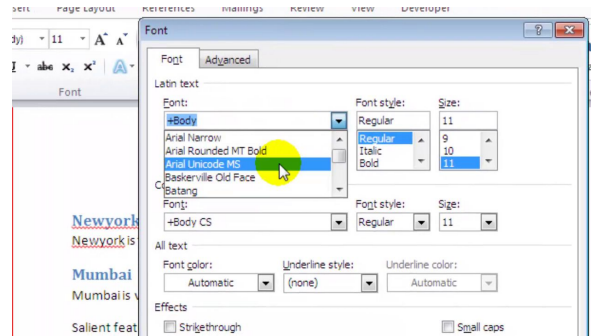 Page Layout References Mailings Review View Developer
11 A A
abc X₂ X² A
Font
Font
Font Advanced
Latin text
Font: Font style: Size:
+Body Regular 11
Arial Narrow Regular 9
Arial Rounded MT Bold Italic 10
Arial Unicode MS Bold 11
Baskerville Old Face
Batang
Font: Font style: Size:
+Body CS Regular 11
All text
Font color: Underline style: Underline color:
Automatic (none) Automatic
Effects
Strikethrough Small caps
Newyork
Newyork is
Mumbai
Mumbai is
Salient feat